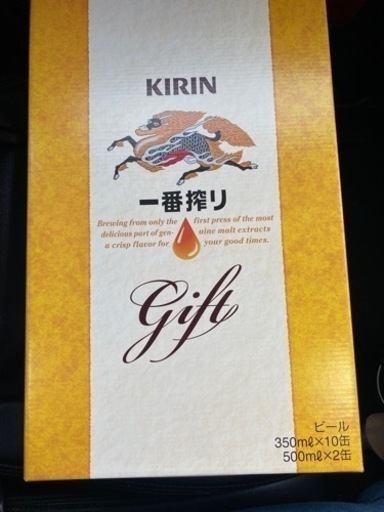 KIRIN
一番搾り
Brewing from only the first press of the most
delicious part of gen- uine malt extracts
a crisp flavor for your good times.
Gift
ビール
350mℓ×10缶
500mℓ×2缶